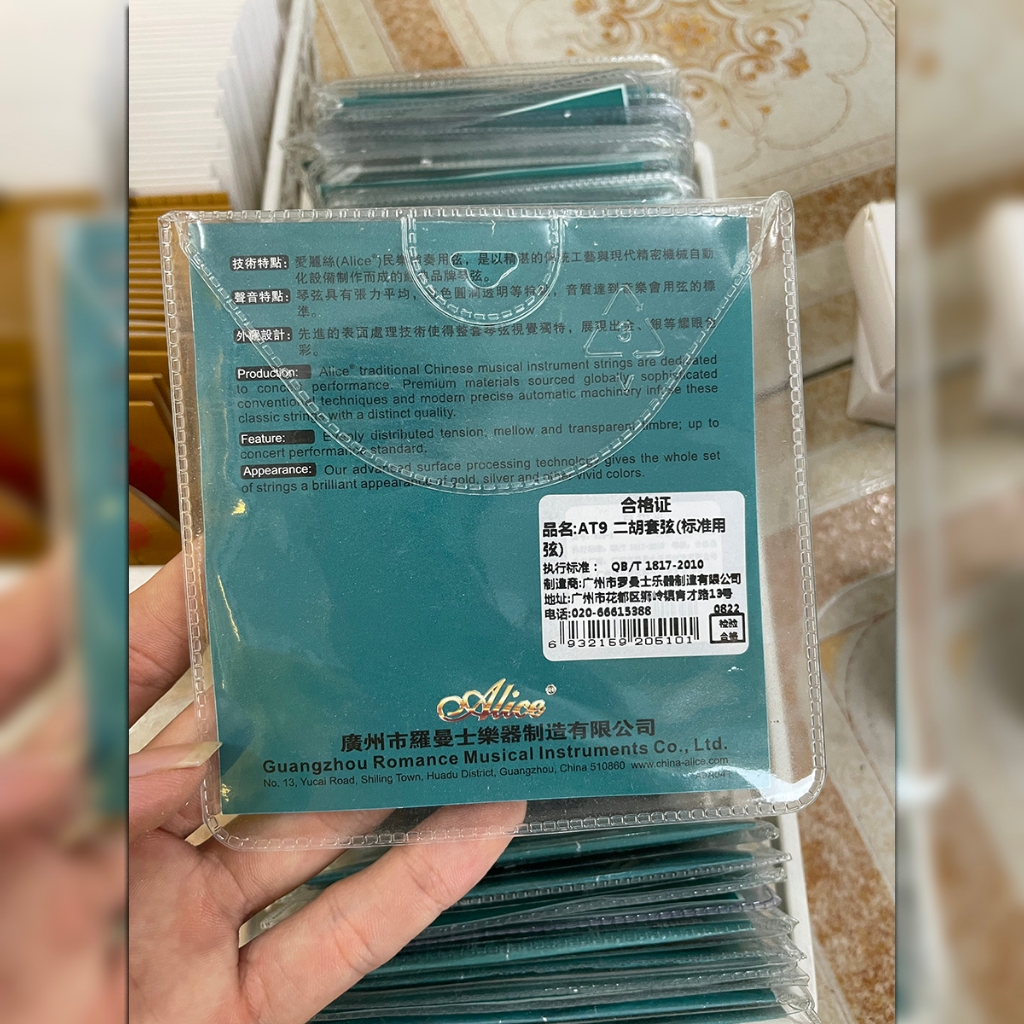 技術特點: 愛麗絲(Alice®)民樂 奏用弦，是以精湛的傳統工藝與現代精密機械自動
化設備制作而成的 品牌琴弦。
聲音特點: 琴弦具有張力平均， 色圓潤透明等特 ，音質達到 樂會用弦的標
準。
外觀設計: 先進的表面處理技術使得整套琴弦視覺獨特，展現出金、銀等耀眼
彩。
Production: Alice® traditional Chinese musical instrument strings are dedicated
to concert performance. Premium materials sourced globally, sophisticated
conventional techniques and modern precise automatic machinery infuse these
classic strings with a distinct quality.
Feature: Evenly distributed tension; mellow and transparent timbre; up to
concert performance standard.
Appearance: Our advanced surface processing technology gives the whole set
of strings a brilliant appearance of gold, silver and other vivid colors.
合格证
品名:AT9 二胡套弦(标准用
弦)
执行标准： QB/T 1817-2010
制造商:广州市罗曼士乐器制造有限公司
地址:广州市花都区狮岭镇育才路13号
电话:020-66615388 0822
检验
合格
6 932159 205101
Alice®
廣州市羅曼士樂器制造有限公司
Guangzhou Romance Musical Instruments Co., Ltd.
No. 13, Yucai Road, Shiling Town, Huadu District, Guangzhou, China 510860 www.china-alice.com